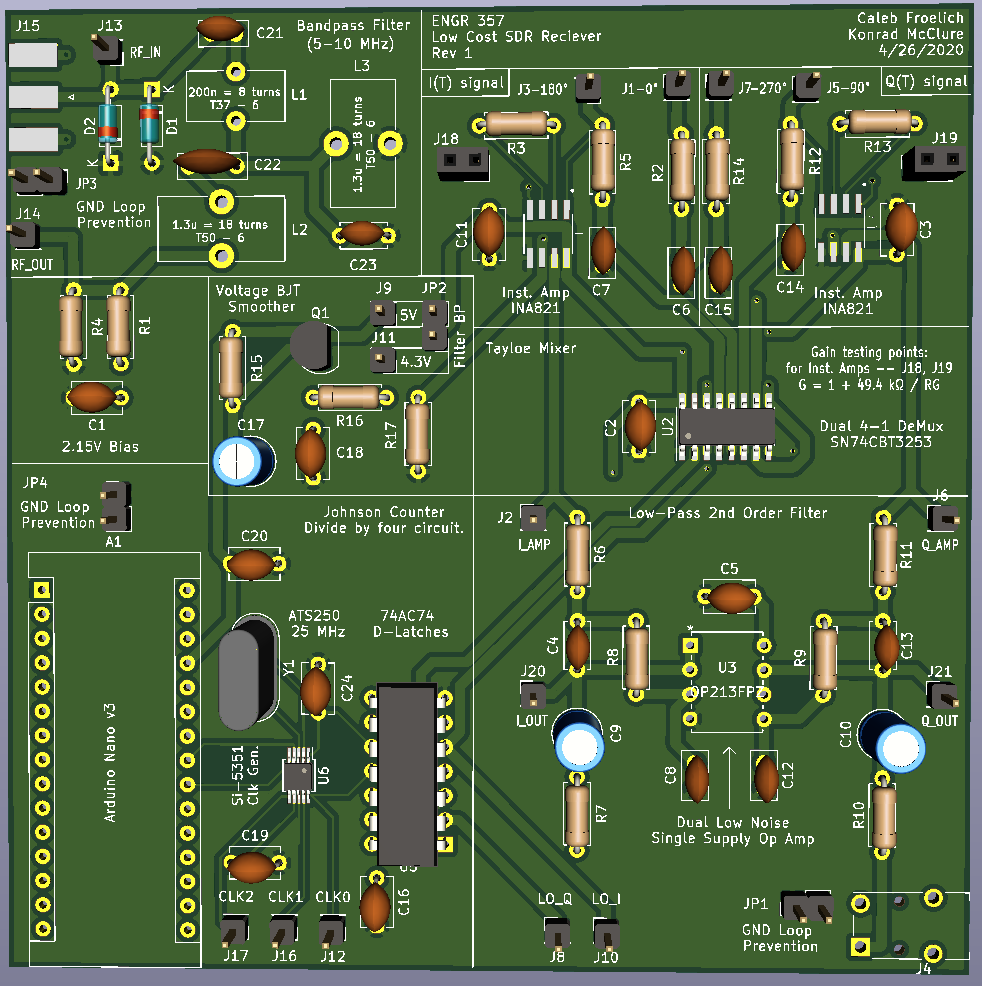 J15
J13
RF_IN
C21
Bandpass Filter
(5-10 MHz)
ENGR 357
Low Cost SDR Reciever
Rev 1
Caleb Froelich
Konrad McClure
4/26/2020
I(T) signal
J3-180°
J1-0°
J7-270°
J5-90°
Q(T) signal
K
D2
D1
K
200n = 8 turns
T37 - 6
L1
L3
1.3u = 18 turns
T50 - 6
C22
JP3
GND Loop
Prevention
J14
RF_OUT
1.3u = 18 turns
T50 - 6
L2
C23
J18
R3
R5
R2
R14
R12
R13
J19
C11
C7
C6
C15
C14
C3
Inst. Amp
INA821
Inst. Amp
INA821
R4
R1
C1
2.15V Bias
Voltage BJT
Smoother
Q1
J9
JP2
5V
J11
4.3V
Filter BP
R15
R16
R17
C17
C18
Tayloe Mixer
Gain testing points:
for Inst. Amps -- J18, J19
G = 1 + 49.4 kΩ / RG
C2
U2
Dual 4-1 DeMux
SN74CBT3253
JP4
GND Loop
Prevention
A1
Johnson Counter
Divide by four circuit.
C20
ATS250
25 MHz
74AC74
D-Latches
Y1
C24
Arduino Nano v3
Si-5351
Clk Gen.
U6
C19
CLK2
CLK1
CLK0
J17
J16
J12
C16
J2
I_AMP
Low-Pass 2nd Order Filter
J6
Q_AMP
R6
R11
C5
C4
R8
U3
OP213FPZ
R9
C13
J20
I_OUT
J21
Q_OUT
C9
C10
C8
C12
R7
R10
Dual Low Noise
Single Supply Op Amp
LO_Q
LO_I
J8
J10
JP1
GND Loop
Prevention
J4